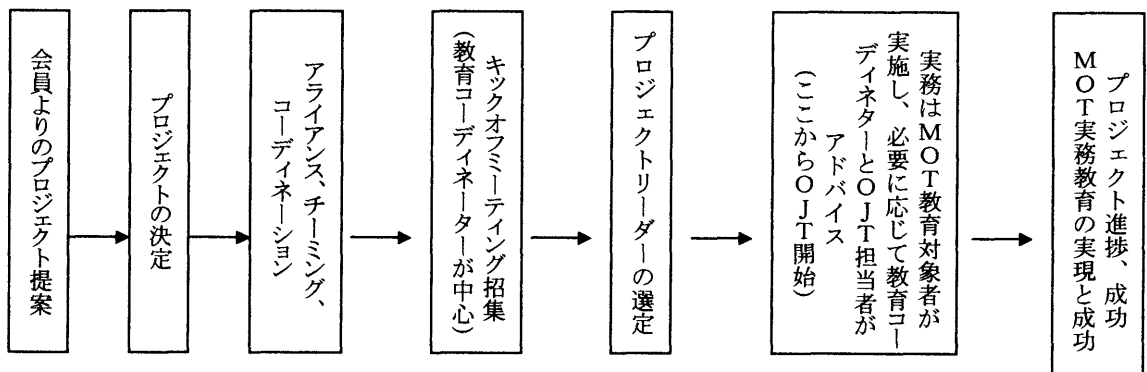 会員よりのプロジェクト提案
プロジェクトの決定
アライアンス、チーミング、
コーディネーション
キックオフミーティング招集
(教育コーディネーターが中心)
プロジェクトリーダーの選定
実務はMOT教育対象者が
実施し、必要に応じて教育コー
ディネターとOJT担当者が
アドバイス
(ここからOJT開始)
プロジェクト進捗、成功
MOT実務教育の実現と成功